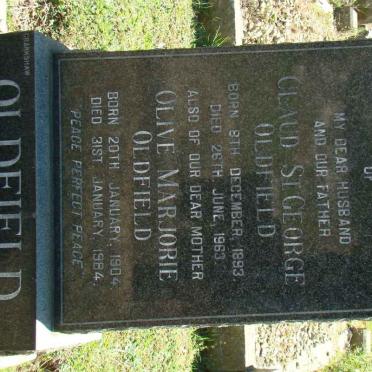 OF
MY DEAR HUSBAND
AND OUR FATHER
CLAUD ST GEORGE
OLDFIELD
BORN 8TH DECEMBER, 1893.
DIED 26TH JUNE, 1963.
ALSO OF OUR DEAR MOTHER
OLIVE MARJORIE
OLDFIELD
BORN 20TH JANUARY, 1904.
DIED 31ST JANUARY, 1984.
"PEACE PERFECT PEACE"
OLDFIELD